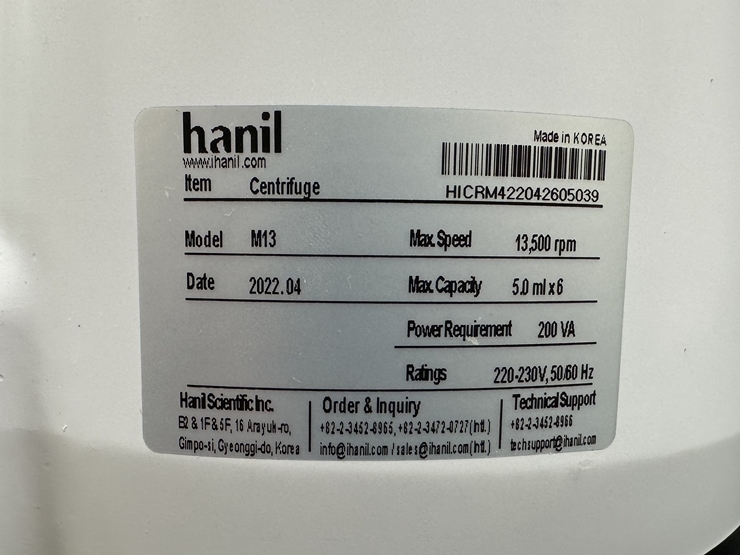 hanil
www.ihanil.com
Made in KOREA
HICRM422042605039
Item Centrifuge
Model M13 Max. Speed 13,500 rpm
Date 2022.04 Max. Capacity 5.0 ml x 6
Power Requirement 200 VA
Ratings 220-230V, 50/60 Hz
Hanil Scientific Inc.
B2 & 1F & 5F, 16 Arayuk-ro,
Gimpo-si, Gyeonggi-do, Korea
Order & Inquiry
+82-2-3452-8965, +82-2-3472-0727(Intl.)
info@ihanil.com / sales@ihanil.com(Intl.)
Technical Support
+82-2-3452-8966
techsupport@ihanil.com